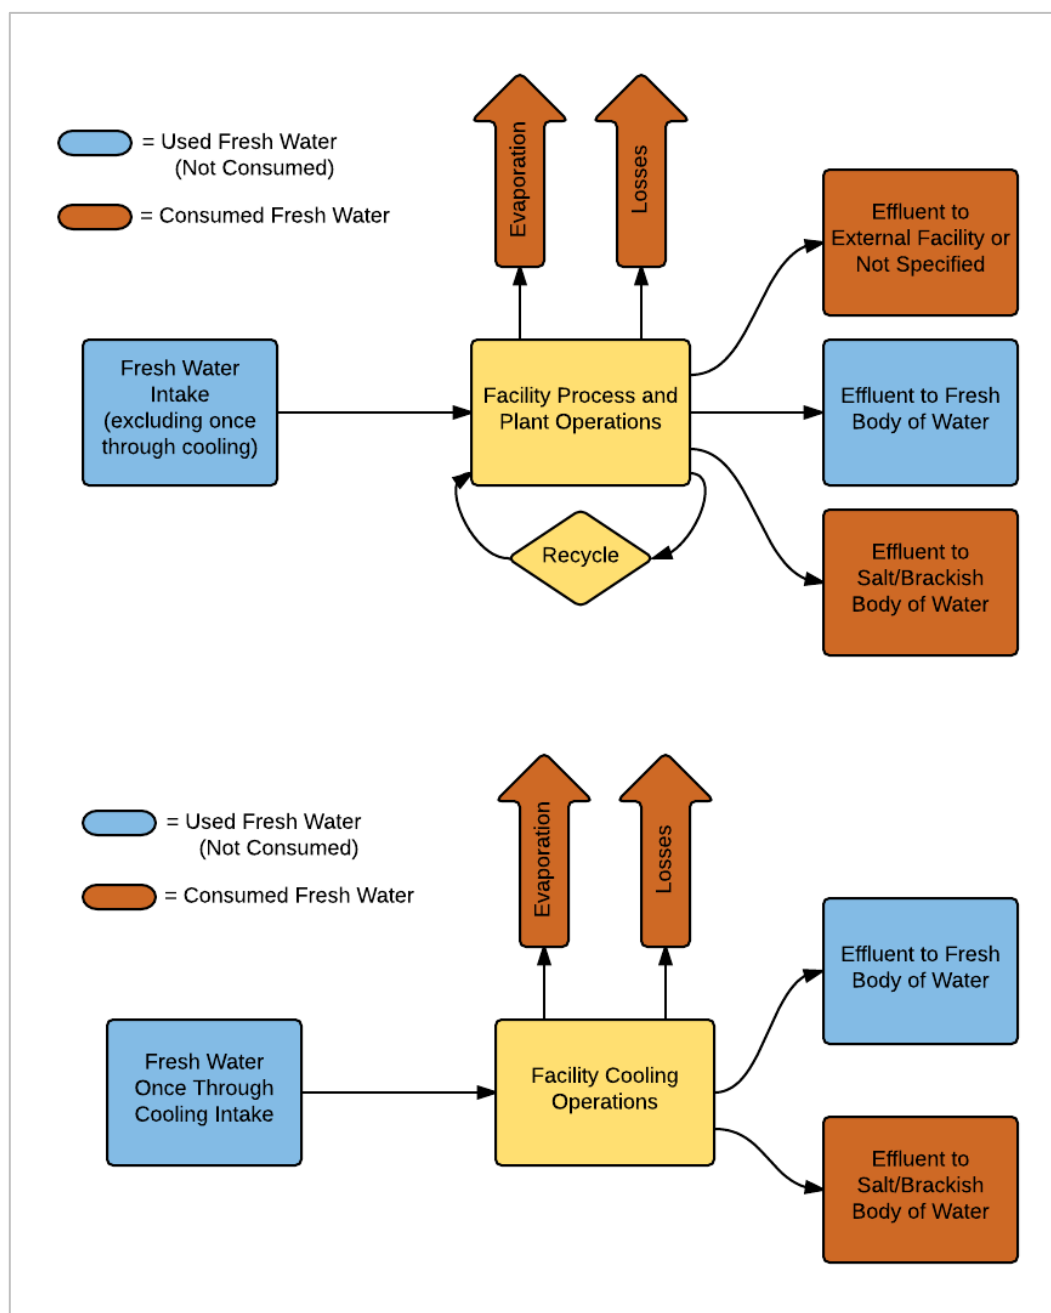 = Used Fresh Water
(Not Consumed)
= Consumed Fresh Water
Evaporation
Losses
Effluent to
External Facility or
Not Specified
Fresh Water
Intake
(excluding once
through cooling)
Facility Process and
Plant Operations
Effluent to Fresh
Body of Water
Recycle
Effluent to
Salt/Brackish
Body of Water
= Used Fresh Water
(Not Consumed)
= Consumed Fresh Water
Evaporation
Losses
Effluent to Fresh
Body of Water
Fresh Water
Once Through
Cooling Intake
Facility Cooling
Operations
Effluent to
Salt/Brackish
Body of Water